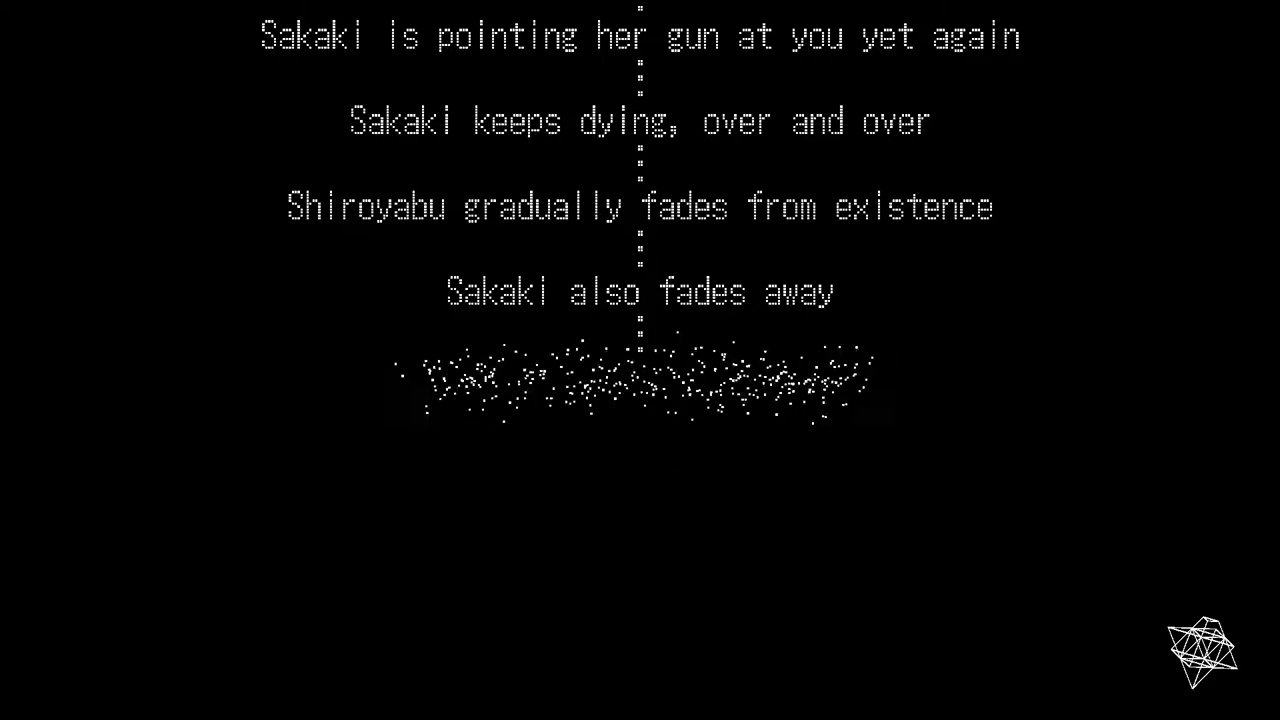 Sakaki is pointing her gun at you yet again
Sakaki keeps dying, over and over
Shiroyabu gradually fades from existence
Sakaki also fades away